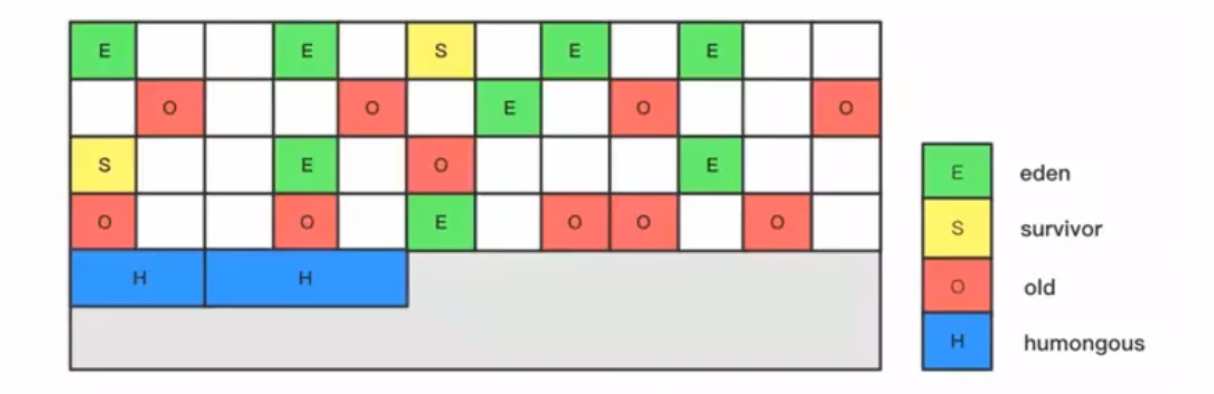 E E S E E
O O E O O
S E O E
O O E O O O
H H
E eden
S survivor
O old
H humongous